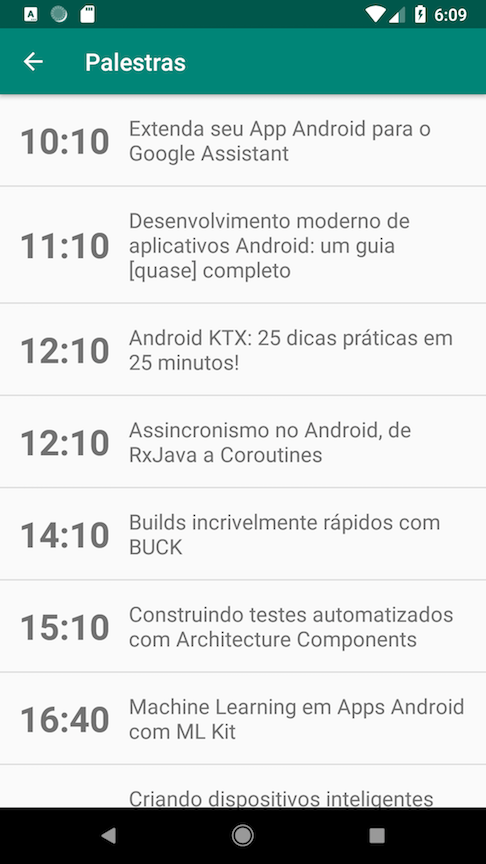 A
6:09
Palestras
10:10
Extenda seu App Android para o
Google Assistant
11:10
Desenvolvimento moderno de
aplicativos Android: um guia
[quase] completo
12:10
Android KTX: 25 dicas práticas em
25 minutos!
12:10
Assincronismo no Android, de
RxJava a Coroutines
14:10
Builds incrivelmente rápidos com
BUCK
15:10
Construindo testes automatizados
com Architecture Components
16:40
Machine Learning em Apps Android
com ML Kit
Criando dispositivos inteligentes